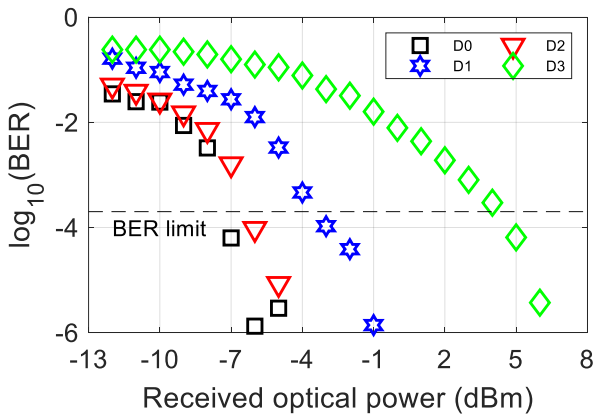 0
D0
D2
D1
D3
-2
log10(BER)
BER limit
-4
-6
-13
-10
-7
-4
-1
2
5
8
Received optical power (dBm)